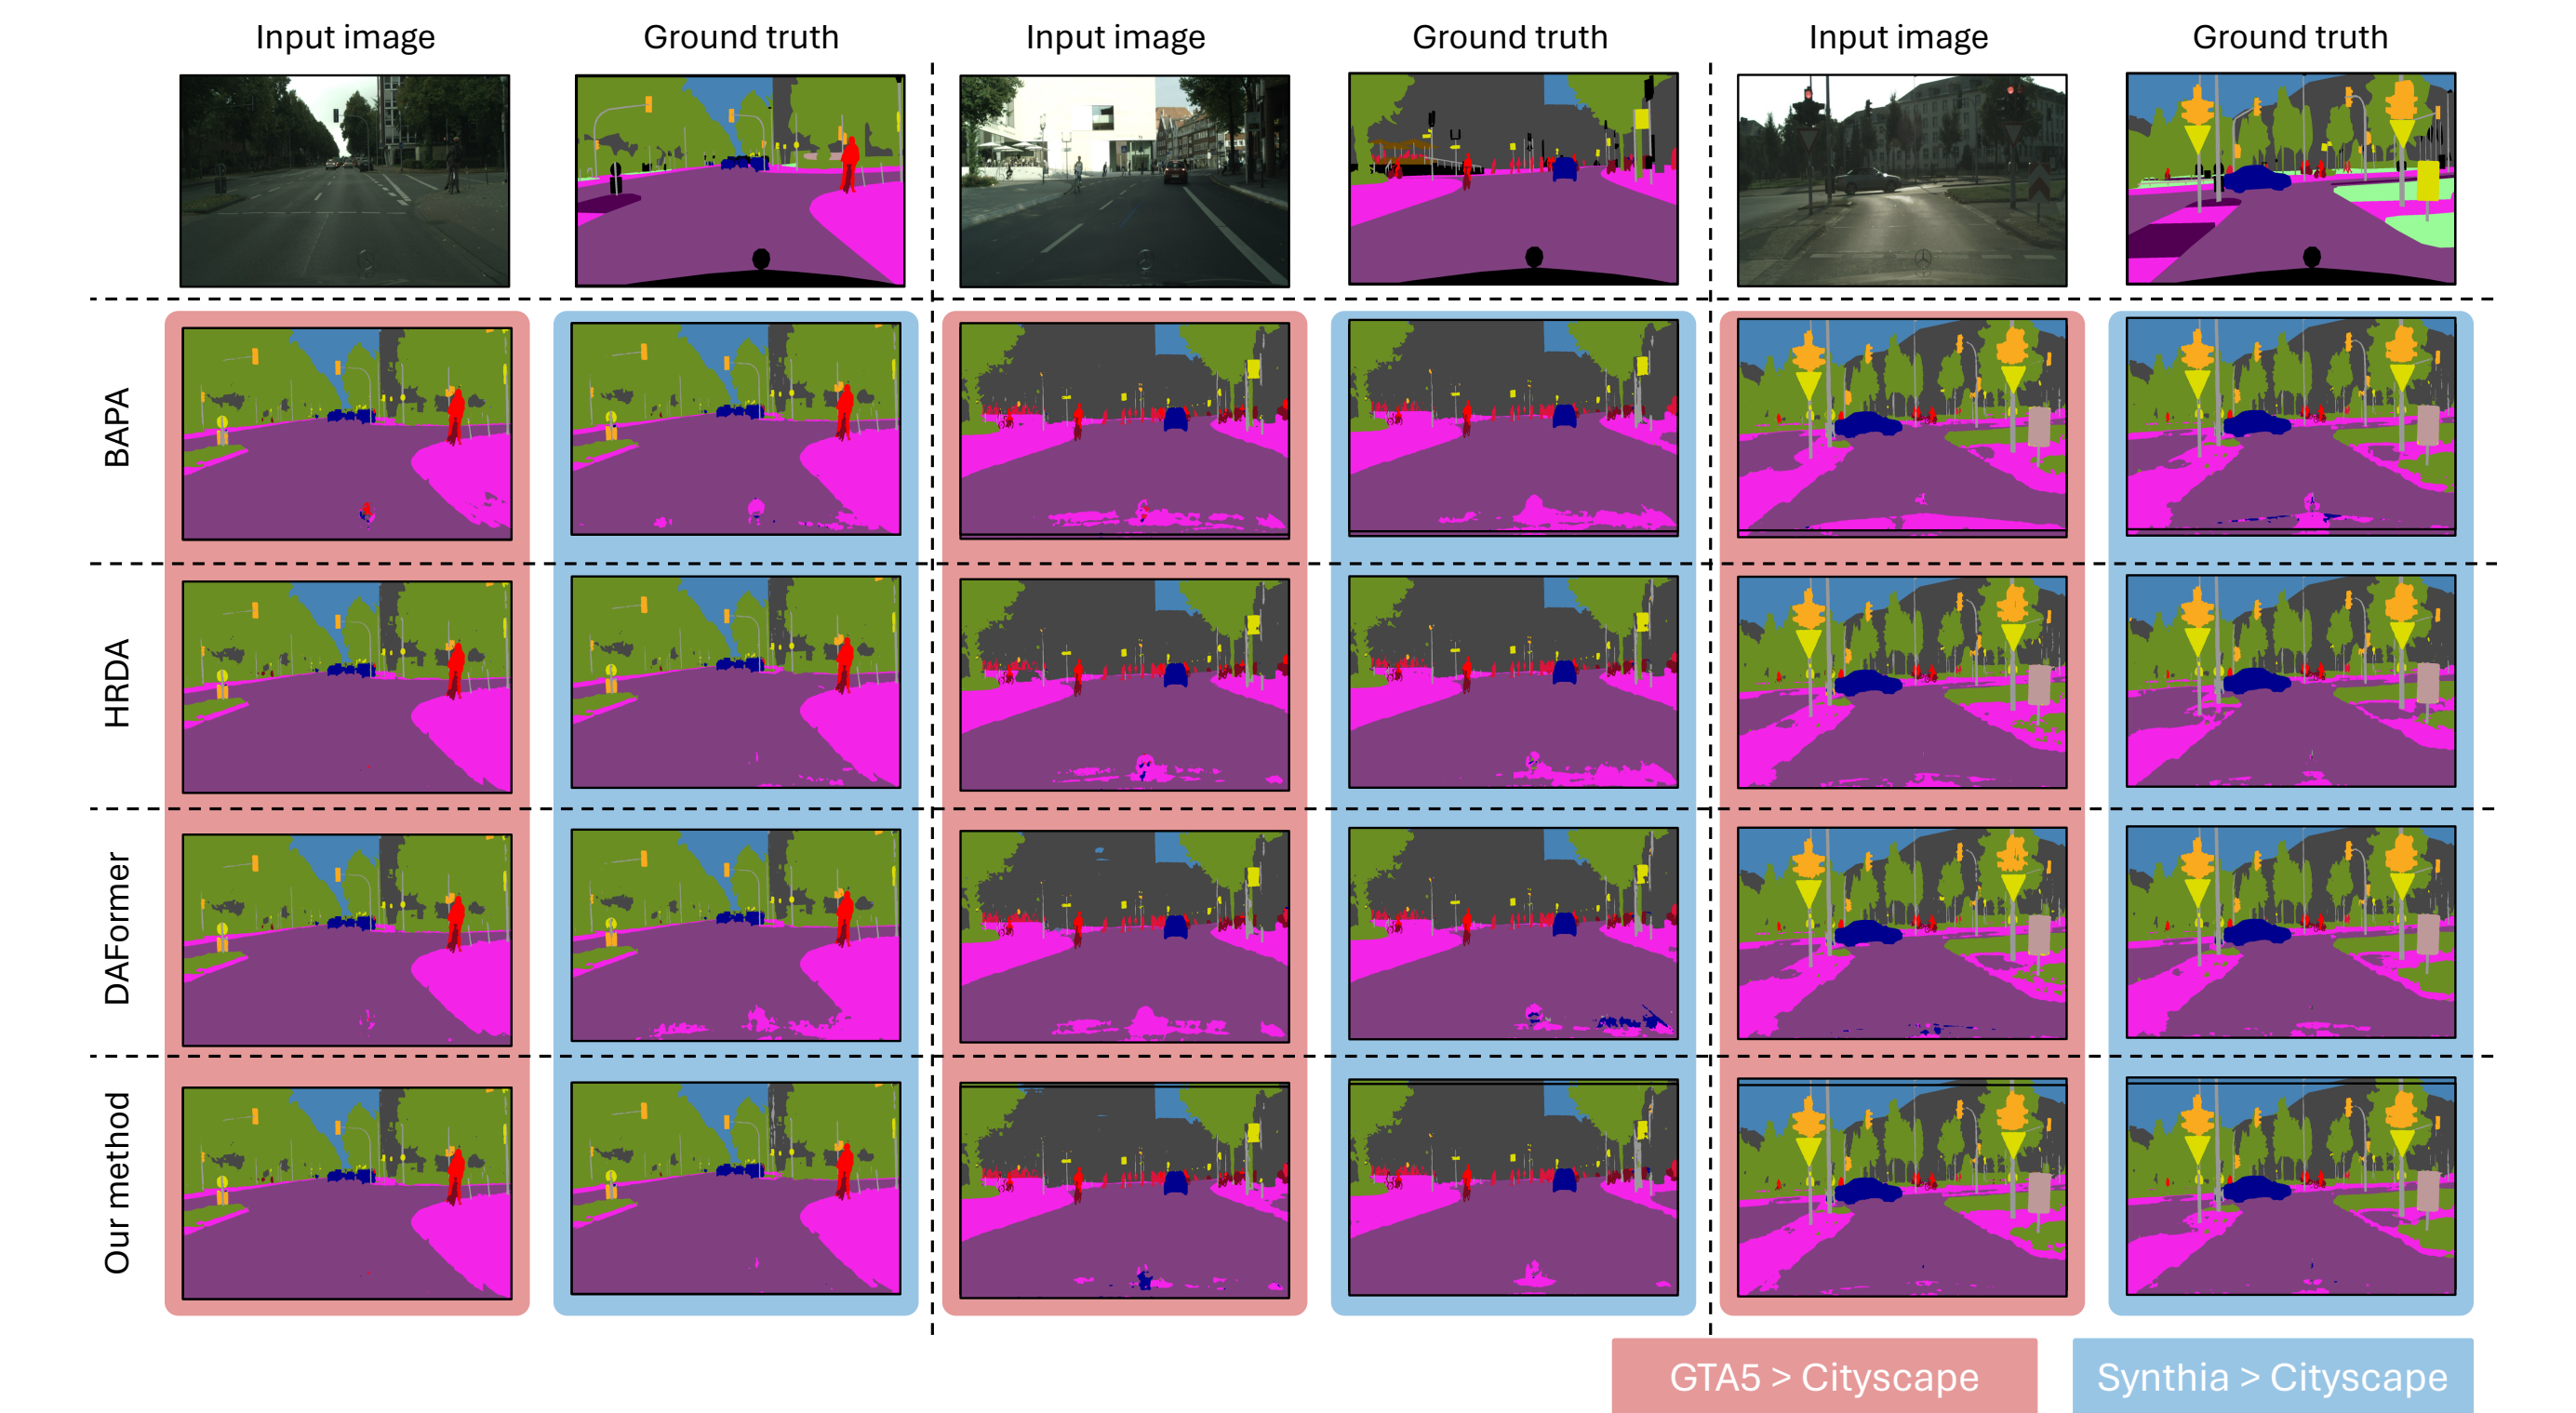 Input image
Ground truth
Input image
Ground truth
Input image
Ground truth
BAPA
HRDA
DAFormer
Our method
GTA5 > Cityscape
Synthia > Cityscape